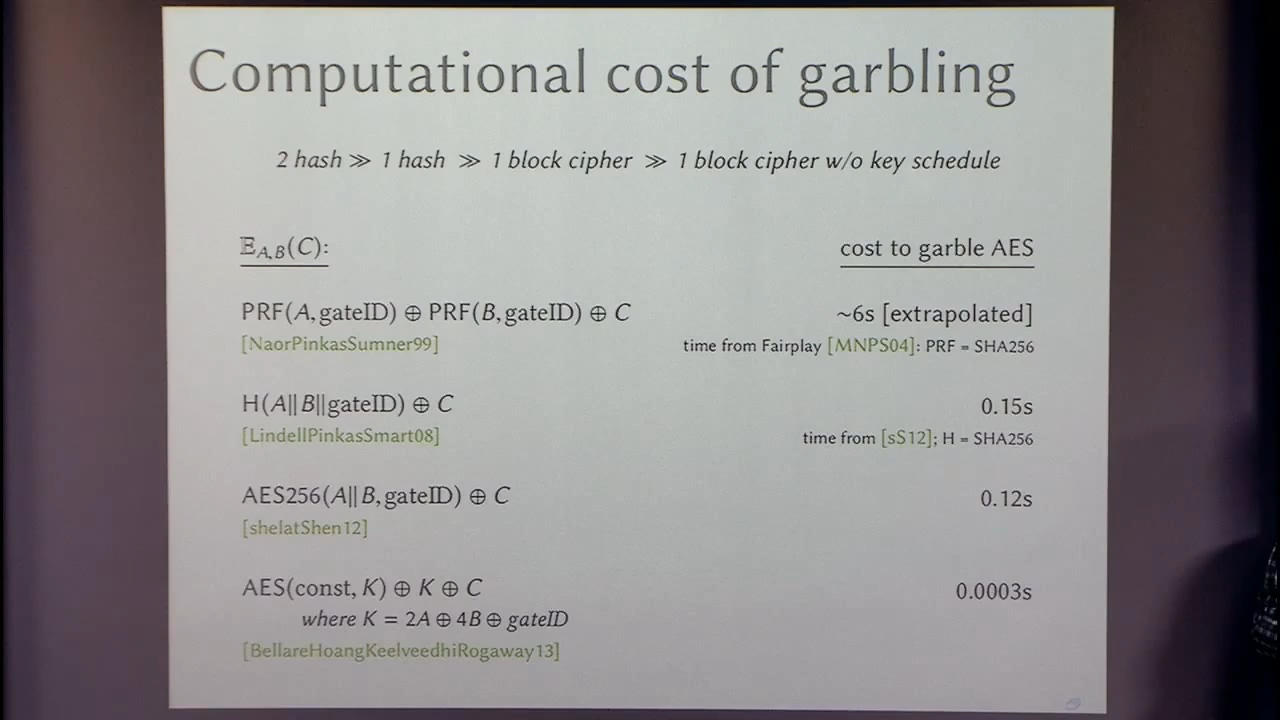 Computational cost of garbling
2 hash ≫ 1 hash ≫ 1 block cipher ≫ 1 block cipher w/o key schedule
𝔼A,B(C): cost to garble AES
PRF(A, gateID) ⊕ PRF(B, gateID) ⊕ C ~6s [extrapolated]
[NaorPinkasSumner99] time from Fairplay [MNPS04]: PRF = SHA256
H(A||B||gateID) ⊕ C 0.15s
[LindellPinkasSmart08] time from [sS12]; H = SHA256
AES256(A||B, gateID) ⊕ C 0.12s
[shelatShen12]
AES(const, K) ⊕ K ⊕ C 0.0003s
where K = 2A ⊕ 4B ⊕ gateID
[BellareHoangKeelveedhiRogaway13]